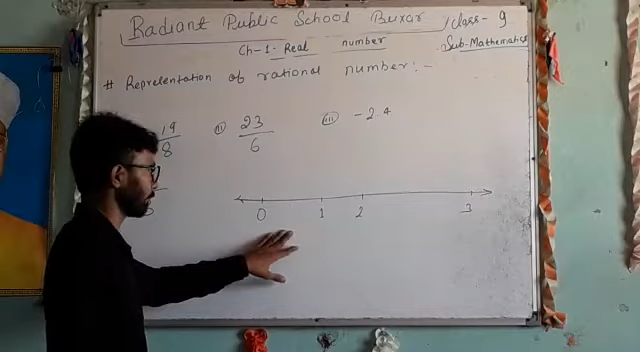 Radiant Public School Buxar / class - 9
Ch-1. Real number Sub- Mathematics
# Representation of rational number:-
19/8 (ii) 23/6 (iii) -2.4
0 1 2 3